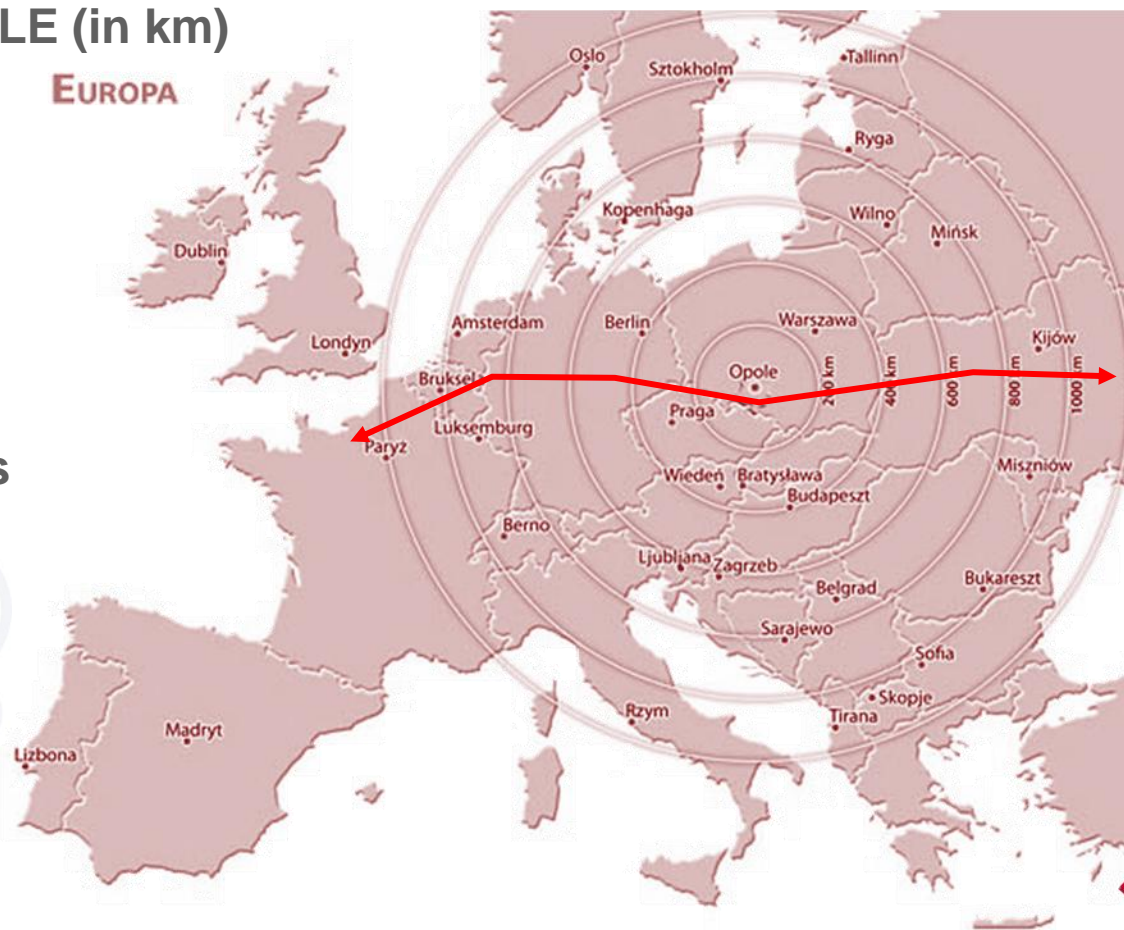 LE (in km)
EUROPA
Oslo
Sztokholm
Tallinn
Ryga
Kopenhaga
Wilno
Mińsk
Dublin
Amsterdam
Berlin
Warszawa
Londyn
Kijów
Opole
Bruksela
200 km
400 km
600 km
800 km
1000 km
Praga
Luksemburg
Paryż
s
Wiedeń
Bratysława
Miszniów
Budapeszt
Berno
Ljubljana
Zagrzeb
Belgrad
Bukareszt
Sarajewo
Sofia
Skopje
Rzym
Tirana
Madryt
Lizbona